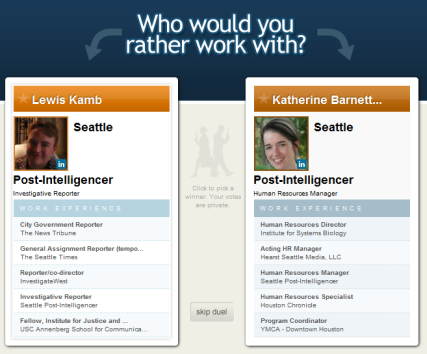 Who would you
rather work with?
Lewis Kamb
Seattle
in
Post-Intelligencer
Investigative Reporter
WORK EXPERIENCE
City Government Reporter
The News Tribune
General Assignment Reporter (tempo...
The Seattle Times
Reporter/co-director
InvestigateWest
Investigative Reporter
Seattle Post-Intelligencer
Fellow, Institute for Justice and ...
USC Annenberg School for Communica...
Click to pick a
winner. Your votes
are private.
skip duel
Katherine Barnett...
Seattle
in
Post-Intelligencer
Human Resources Manager
WORK EXPERIENCE
Human Resources Director
Institute for Systems Biology
Acting HR Manager
Hearst Seattle Media, LLC
Human Resources Manager
Seattle Post-Intelligencer
Human Resources Specialist
Houston Chronicle
Program Coordinator
YMCA - Downtown Houston